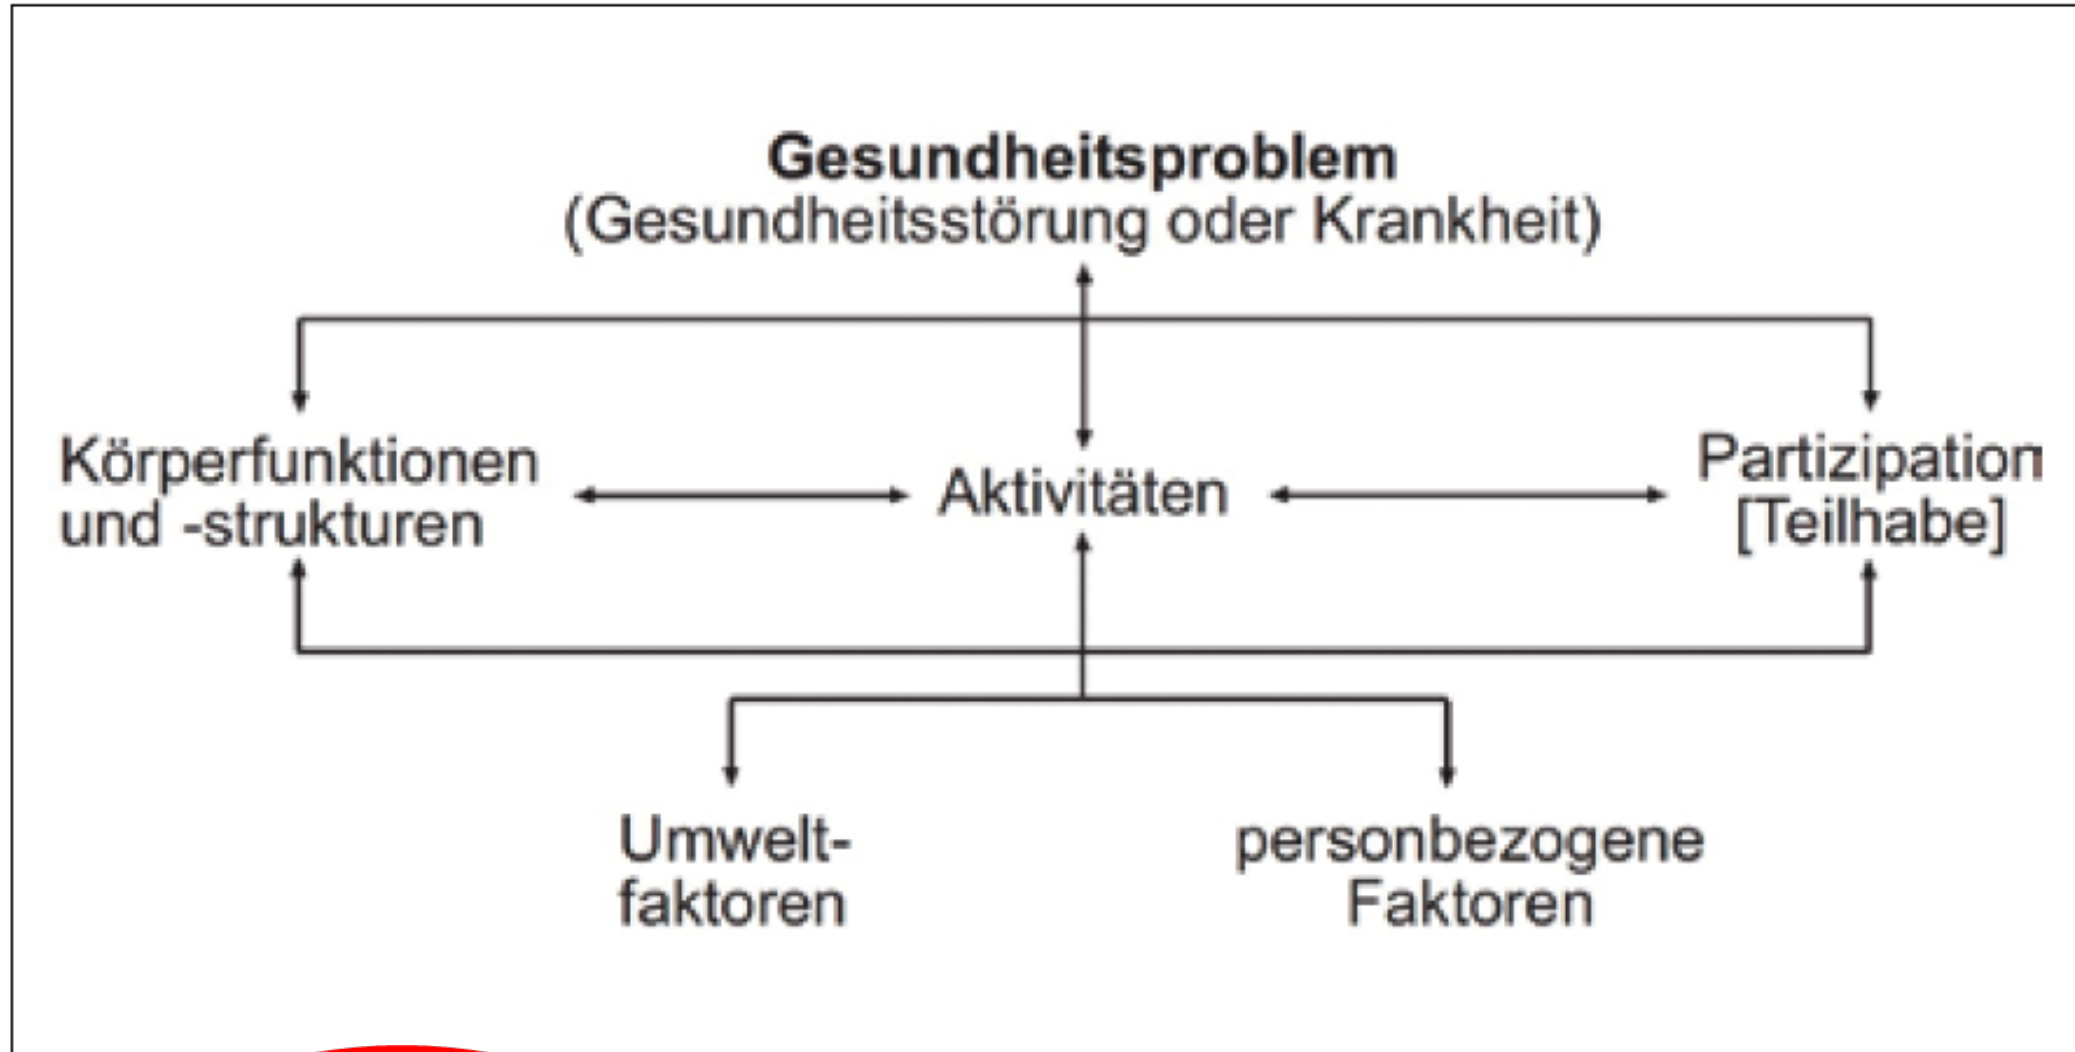 Gesundheitsproblem
(Gesundheitsstörung oder Krankheit)
Körperfunktionen
und -strukturen
Aktivitäten
Partizipation
[Teilhabe]
Umwelt-
faktoren
personbezogene
Faktoren